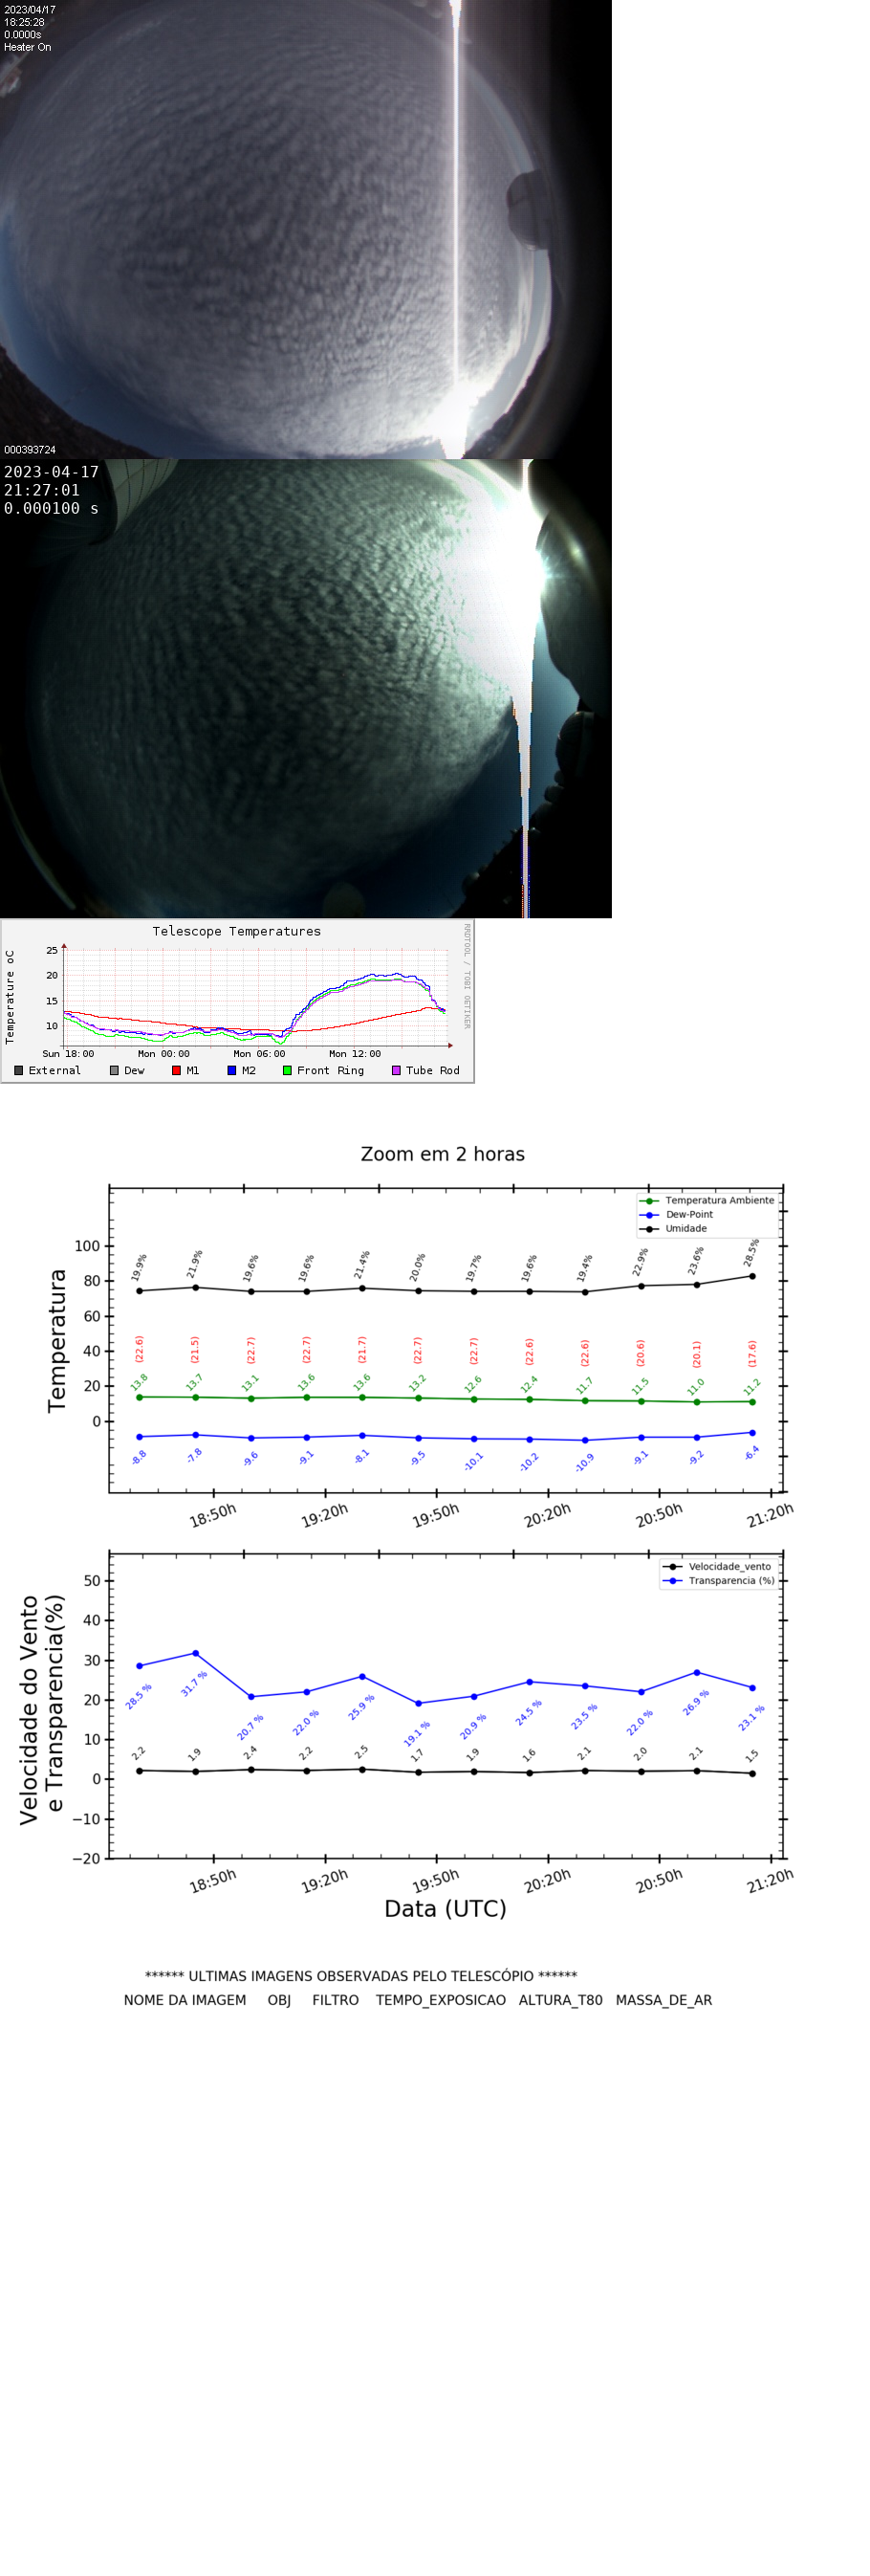 2023/04/17
18:25:28
0.0000s
Heater On
000393724
2023-04-17
21:27:01
0.000100 s
Telescope Temperatures
RRDTOOL / TOBI OETIKER
Temperature oC
25
20
15
10
Sun 18:00 Mon 00:00 Mon 06:00 Mon 12:00
External Dew M1 M2 Front Ring Tube Rod
Zoom em 2 horas
Temperatura Ambiente
Dew-Point
Umidade
Temperatura
100
80
60
40
20
0
19.9% 21.9% 19.6% 19.6% 21.4% 20.0% 19.7% 19.6% 19.4% 22.9% 23.6% 28.5%
(22.6) (21.5) (22.7) (22.7) (21.7) (22.7) (22.7) (22.6) (22.6) (20.6) (20.1) (17.6)
13.8 13.7 13.1 13.6 13.6 13.2 12.6 12.4 11.7 11.5 11.0 11.2
-8.8 -7.8 -9.6 -9.1 -8.1 -9.5 -10.1 -10.2 -10.9 -9.1 -9.2 -6.4
18:50h 19:20h 19:50h 20:20h 20:50h 21:20h
Velocidade_vento
Transparencia (%)
Velocidade do Vento
e Transparencia(%)
50
40
30
20
10
0
−10
−20
28.5 % 31.7 % 20.7 % 22.0 % 25.9 % 19.1 % 20.9 % 24.5 % 23.5 % 22.0 % 26.9 % 23.1 %
2.2 1.9 2.4 2.2 2.5 1.7 1.9 1.6 2.1 2.0 2.1 1.5
18:50h 19:20h 19:50h 20:20h 20:50h 21:20h
Data (UTC)
****** ULTIMAS IMAGENS OBSERVADAS PELO TELESCÓPIO ******
NOME DA IMAGEM OBJ FILTRO TEMPO_EXPOSICAO ALTURA_T80 MASSA_DE_AR